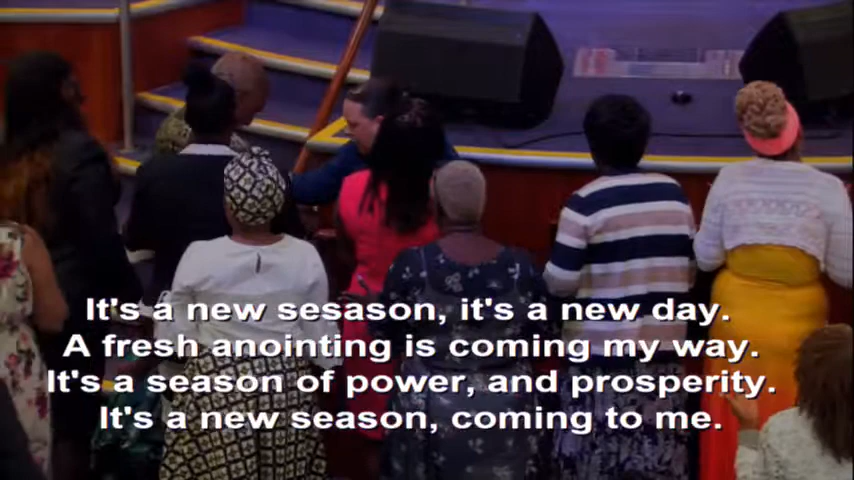 It's a new sesason, it's a new day.
A fresh anointing is coming my way.
It's a season of power, and prosperity.
It's a new season, coming to me.